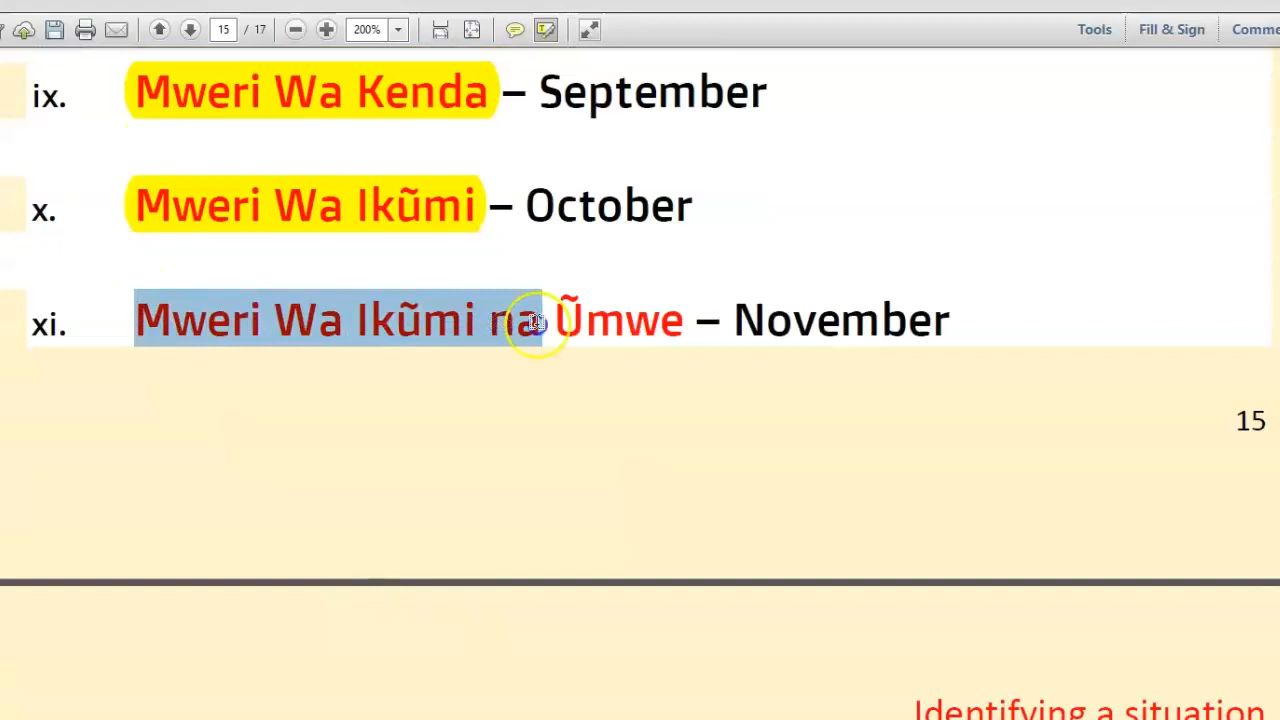 15 / 17 200% Tools Fill & Sign Comme
ix. Mweri Wa Kenda – September
x. Mweri Wa Ikũmi – October
xi. Mweri Wa Ikũmi na Ũmwe – November
15
Identifying a situation